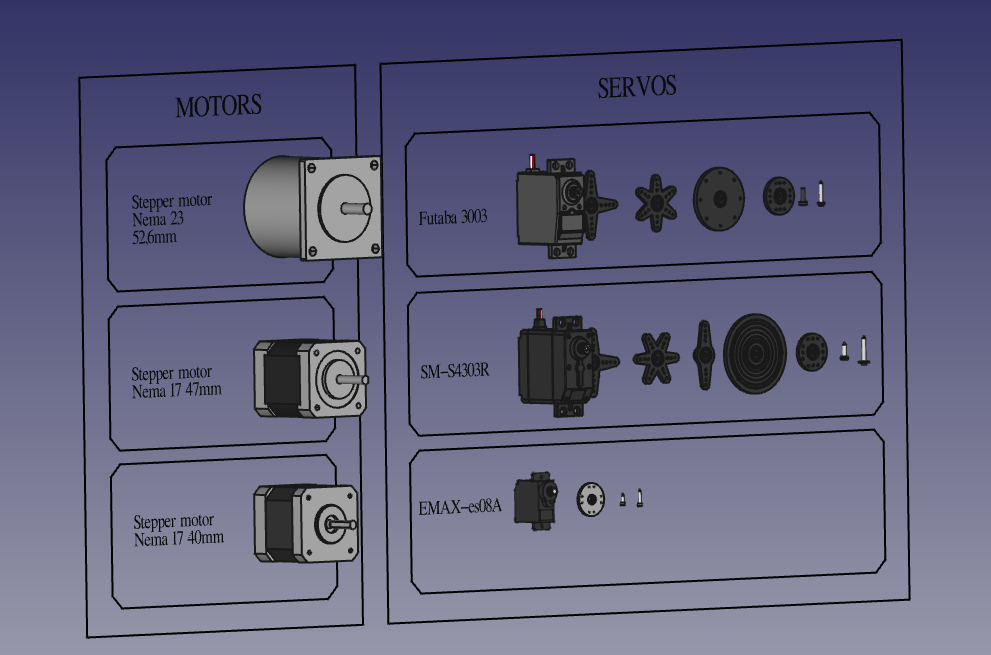 MOTORS
Stepper motor
Nema 23
52,6mm
Stepper motor
Nema 17 47mm
Stepper motor
Nema 17 40mm
SERVOS
Futaba 3003
SM-S4303R
EMAX-es08A